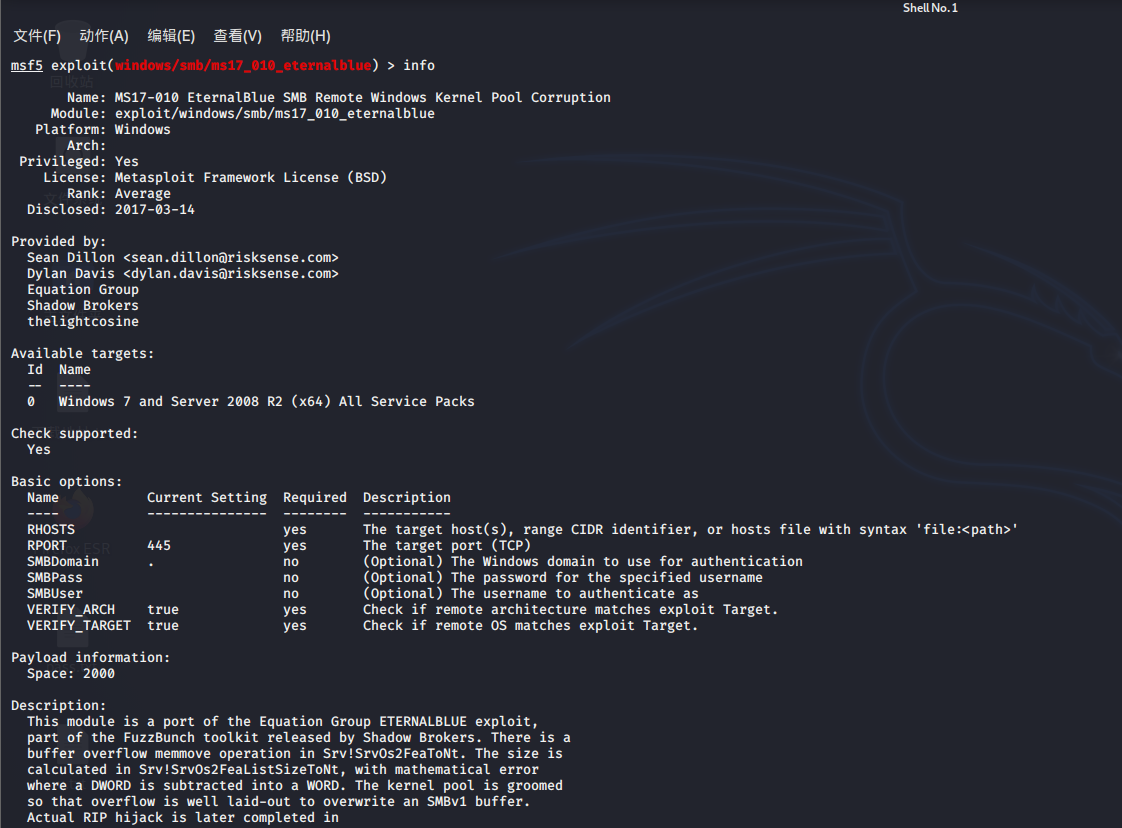 Shell No.1
文件(F) 动作(A) 编辑(E) 查看(V) 帮助(H)
msf5 exploit(windows/smb/ms17_010_eternalblue) > info
Name: MS17-010 EternalBlue SMB Remote Windows Kernel Pool Corruption
Module: exploit/windows/smb/ms17_010_eternalblue
Platform: Windows
Arch:
Privileged: Yes
License: Metasploit Framework License (BSD)
Rank: Average
Disclosed: 2017-03-14
Provided by:
Sean Dillon <sean.dillon@risksense.com>
Dylan Davis <dylan.davis@risksense.com>
Equation Group
Shadow Brokers
thelightcosine
Available targets:
Id  Name
--  ----
0   Windows 7 and Server 2008 R2 (x64) All Service Packs
Check supported:
Yes
Basic options:
Name           Current Setting  Required  Description
----           ---------------  --------  -----------
RHOSTS                          yes       The target host(s), range CIDR identifier, or hosts file with syntax 'file:<path>'
RPORT          445              yes       The target port (TCP)
SMBDomain      .                no        (Optional) The Windows domain to use for authentication
SMBPass                         no        (Optional) The password for the specified username
SMBUser                         no        (Optional) The username to authenticate as
VERIFY_ARCH    true             yes       Check if remote architecture matches exploit Target.
VERIFY_TARGET  true             yes       Check if remote OS matches exploit Target.
Payload information:
Space: 2000
Description:
This module is a part of the Equation Group ETERNALBLUE exploit,
part of the FuzzBunch toolkit released by Shadow Brokers. There is a
buffer overflow memmove operation in Srv!SrvOs2FeaToNt. The size is
calculated in Srv!SrvOs2FeaListSizeToNt, with mathematical error
where a DWORD is subtracted into a WORD. The kernel pool is groomed
so that overflow is well laid-out to overwrite an SMBv1 buffer.
Actual RIP hijack is later completed in